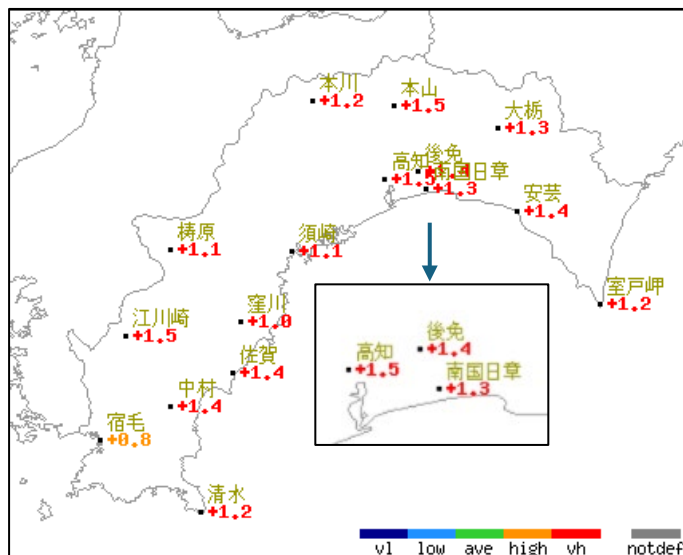 本川
+1.2
本山
+1.5
大栃
+1.3
高知
+1.5
後免
+1.4
南国日章
+1.3
安芸
+1.4
梼原
+1.1
須崎
+1.1
室戸岬
+1.2
江川崎
+1.5
窪川
+1.0
佐賀
+1.4
中村
+1.4
宿毛
+0.8
清水
+1.2
後免
+1.4
高知
+1.5
南国日章
+1.3
vl low ave high vh notdef